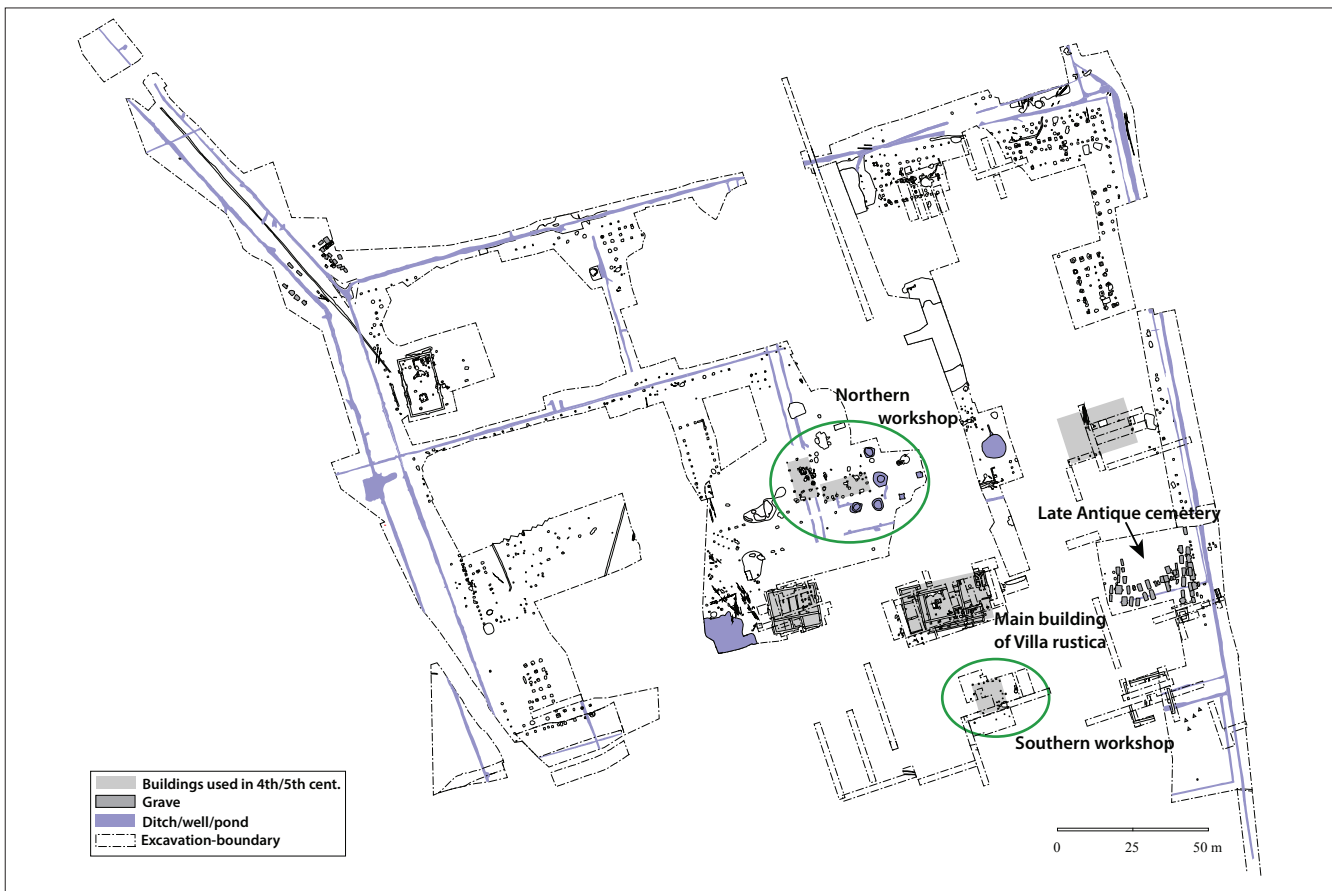 Northern
workshop
Late Antique cemetery
Main building
of Villa rustica
Southern workshop
Buildings used in 4th/5th cent.
Grave
Ditch/well/pond
Excavation-boundary
0 25 50 m